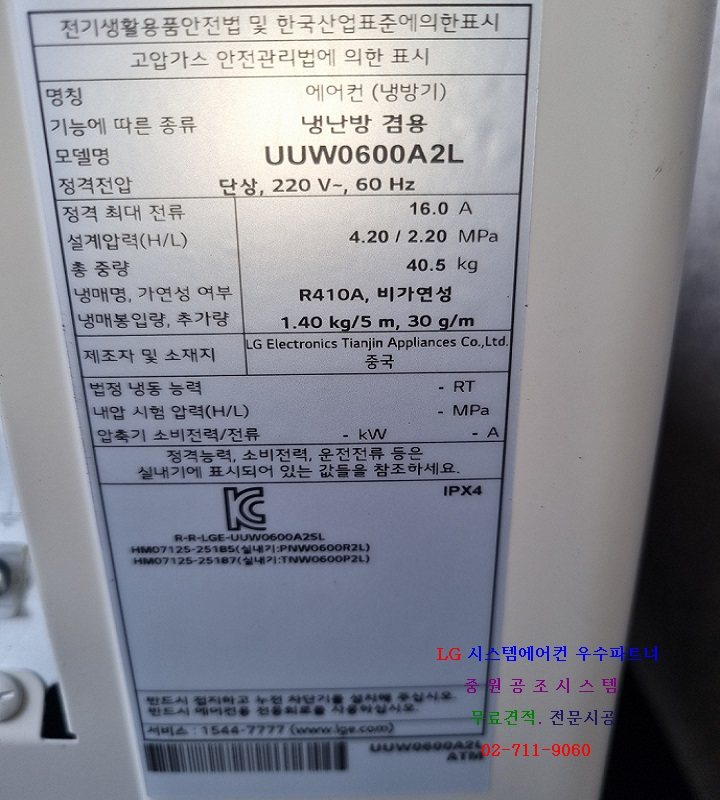 전기생활용품안전법 및 한국산업표준에의한표시
고압가스 안전관리법에 의한 표시
명칭 에어컨 (냉방기)
기능에 따른 종류 냉난방 겸용
모델명 UUW0600A2L
정격전압 단상, 220 V~, 60 Hz
정격 최대 전류 16.0 A
설계압력(H/L) 4.20 / 2.20 MPa
총 중량 40.5 kg
냉매명, 가연성 여부 R410A, 비가연성
냉매봉입량, 추가량 1.40 kg/5 m, 30 g/m
제조자 및 소재지 LG Electronics Tianjin Appliances Co.,Ltd.
중국
법정 냉동 능력 - RT
내압 시험 압력(H/L) - MPa
압축기 소비전력/전류 - kW - A
정격능력, 소비전력, 운전전류 등은
실내기에 표시되어 있는 값들을 참조하세요.
IPX4
R-R-LGE-UUW0600A2SL
HM07125-25185(실내기:PNW0600R2L)
HM07125-25187(실내기:TNW0600P2L)
LG 시스템에어컨 우수파트너
중 원 공 조 시 스 템
반드시 접지하고 누전 차단기를 설치해 주십시오.
반드시 에어컨용 전용회로를 사용하십시오.
무료견적. 전문시공
서비스 : 1544-7777 (www.lge.com)
02-711-9060
UUW0600A2L
ATM